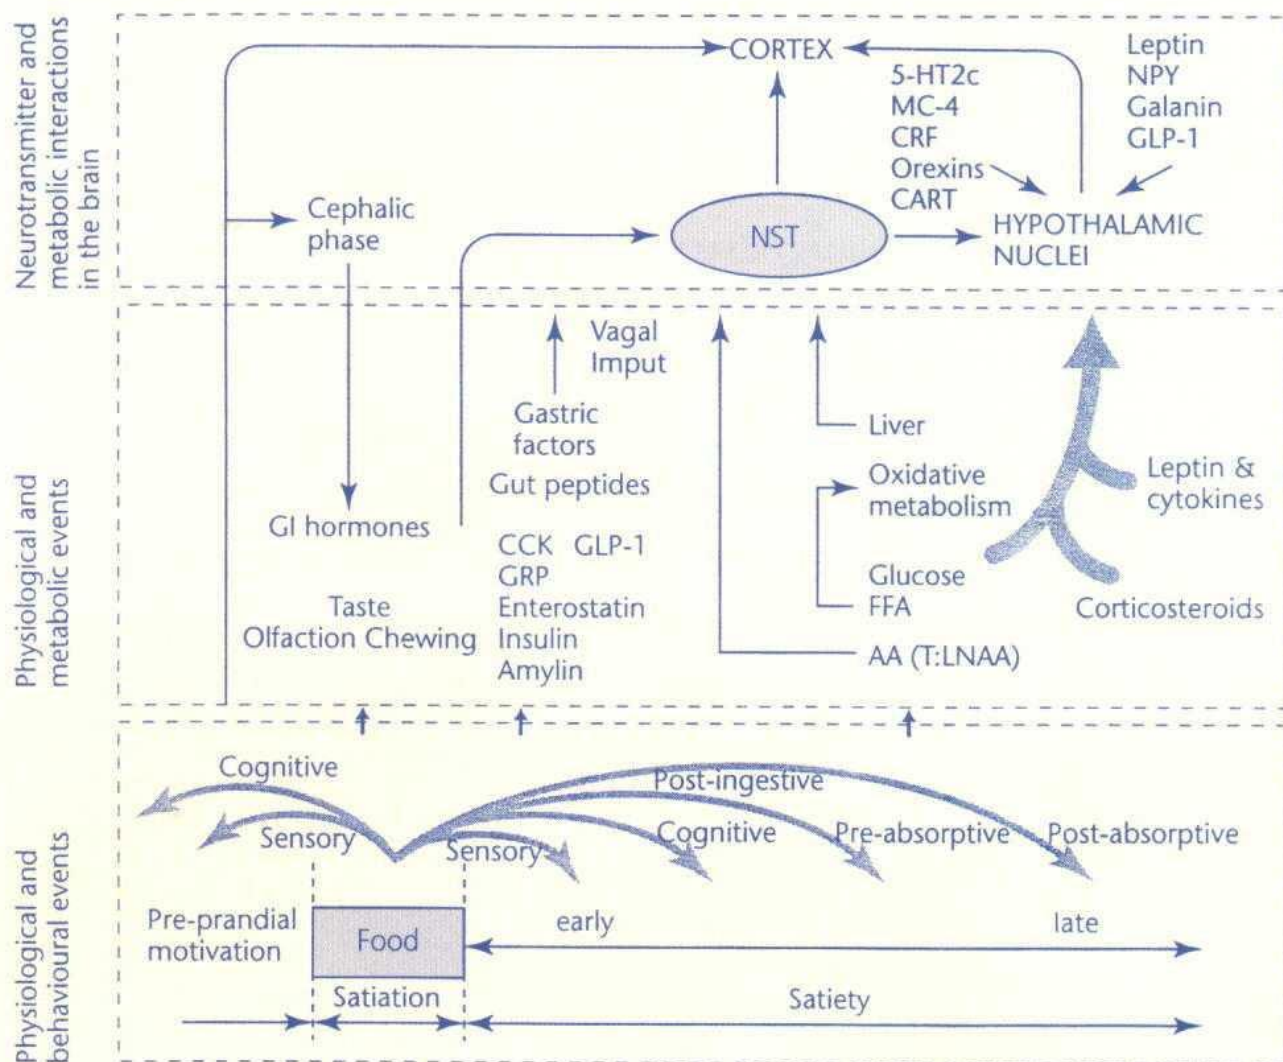 Neurotransmitter and
metabolic interactions
in the brain
CORTEX
5-HT2c
MC-4
CRF
Orexins
CART
Leptin
NPY
Galanin
GLP-1
Cephalic
phase
NST
HYPOTHALAMIC
NUCLEI
Physiological and
metabolic events
Vagal
Imput
Gastric
factors
Gut peptides
GI hormones
CCK GLP-1
GRP
Enterostatin
Insulin
Amylin
Taste
Olfaction Chewing
Liver
Oxidative
metabolism
Glucose
FFA
AA (T:LNAA)
Leptin &
cytokines
Corticosteroids
Physiological and
behavioural events
Cognitive
Sensory
Sensory
Post-ingestive
Cognitive
Pre-absorptive
Post-absorptive
Pre-prandial
motivation
Food
early
late
Satiation
Satiety